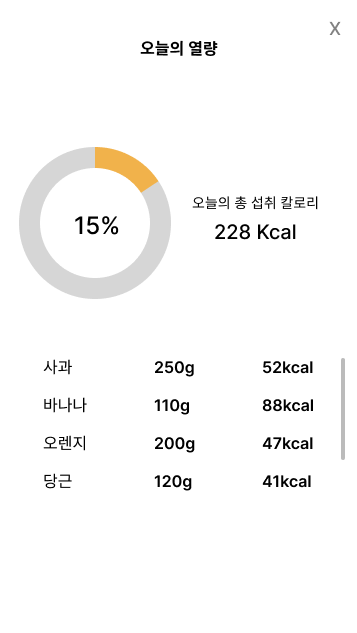 X
오늘의 열량
15%
오늘의 총 섭취 칼로리
228 Kcal
사과 250g 52kcal
바나나 110g 88kcal
오렌지 200g 47kcal
당근 120g 41kcal